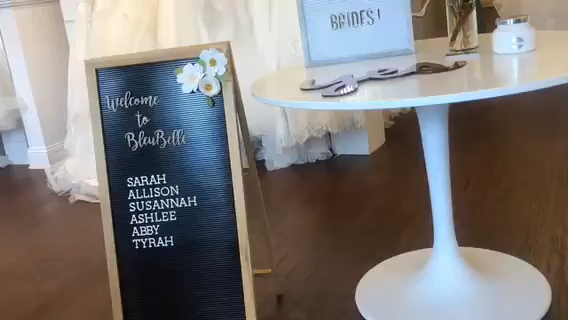 BRIDES!
Welcome
to
BleuBelle
SARAH
ALLISON
SUSANNAH
ASHLEE
ABBY
TYRAH